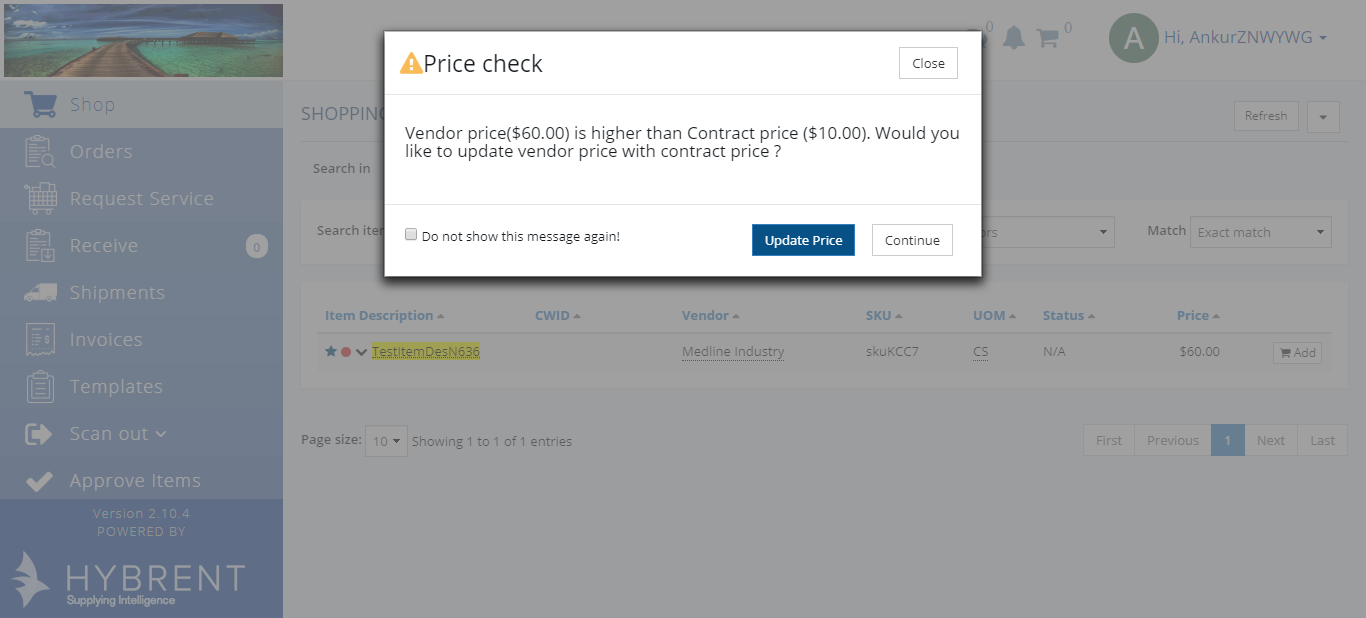 0
0
A
Hi, AnkurZNWYWG
Price check
Close
Vendor price($60.00) is higher than Contract price ($10.00). Would you
like to update vendor price with contract price ?
Do not show this message again!
Update Price
Continue
Shop
Orders
Request Service
Receive
0
Shipments
Invoices
Templates
Scan out
Approve Items
Version 2.10.4
POWERED BY
HYBRENT
Supplying Intelligence
SHOPPING
Refresh
Search in
Match
Exact match
Item Description CWID Vendor SKU UOM Status Price
TestItemDesN636 Medline Industry skuKCC7 CS N/A $60.00 Add
Page size: 10 Showing 1 to 1 of 1 entries
First Previous 1 Next Last